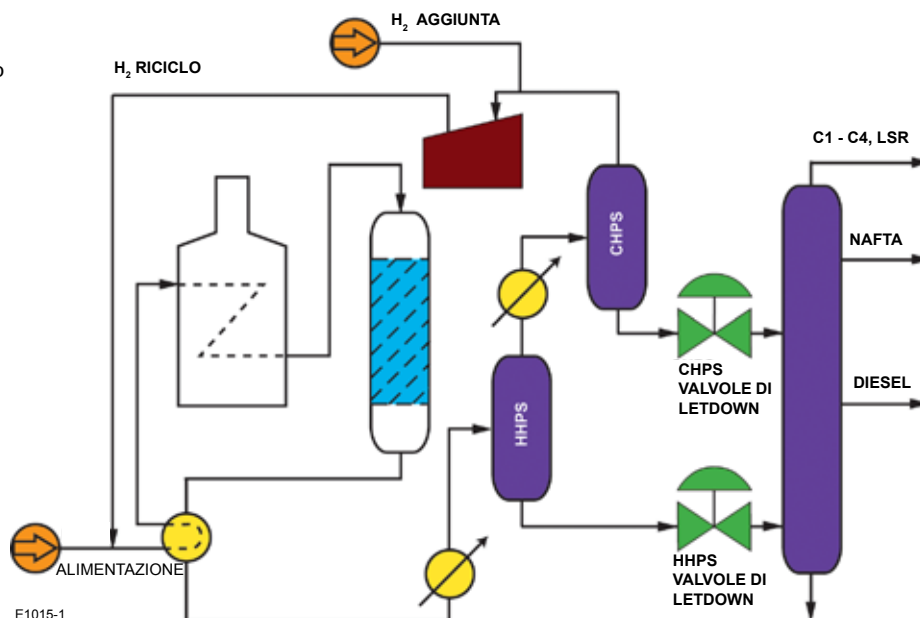 H2 AGGIUNTA
O
H2 RICICLO
C1 - C4, LSR
CHPS
NAFTA
CHPS
VALVOLE DI
LETDOWN
DIESEL
HHPS
HHPS
VALVOLE DI
LETDOWN
ALIMENTAZIONE
E1015-1